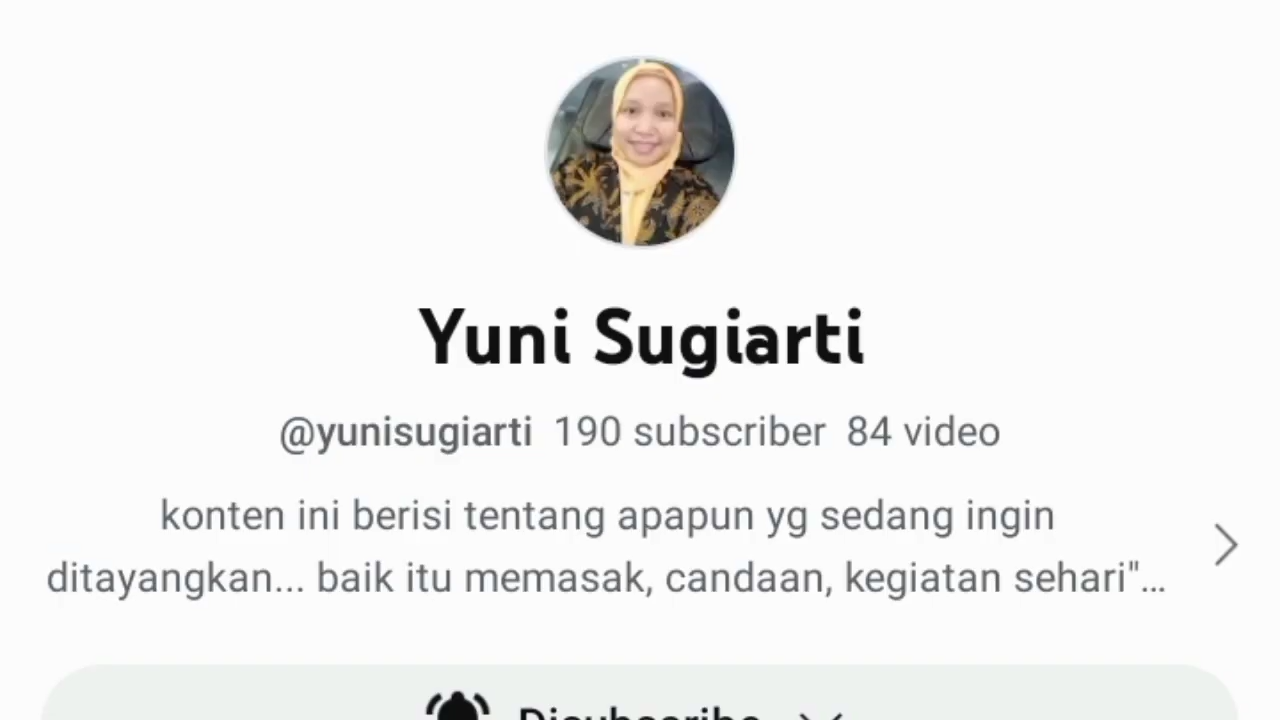 Yuni Sugiarti
@yunisugiarti 190 subscriber 84 video
konten ini berisi tentang apapun yg sedang ingin
ditayangkan... baik itu memasak, candaan, kegiatan sehari"...
Disubscribe